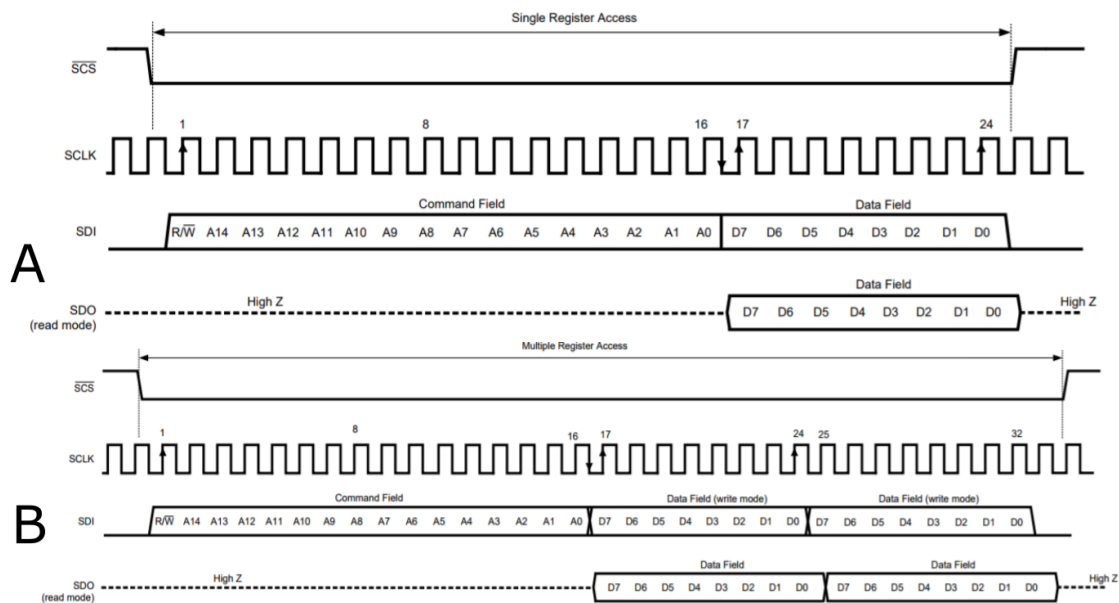 Single Register Access
SCS
1 8 16 17 24
SCLK
Command Field Data Field
SDI R/W A14 A13 A12 A11 A10 A9 A8 A7 A6 A5 A4 A3 A2 A1 A0 D7 D6 D5 D4 D3 D2 D1 D0
A
Data Field
SDO High Z D7 D6 D5 D4 D3 D2 D1 D0 High Z
(read mode)
Multiple Register Access
SCS
1 8 16 17 24 25 32
SCLK
Command Field Data Field (write mode) Data Field (write mode)
B
SDI R/W A14 A13 A12 A11 A10 A9 A8 A7 A6 A5 A4 A3 A2 A1 A0 D7 D6 D5 D4 D3 D2 D1 D0 D7 D6 D5 D4 D3 D2 D1 D0
Data Field Data Field
SDO High Z D7 D6 D5 D4 D3 D2 D1 D0 D7 D6 D5 D4 D3 D2 D1 D0 High Z
(read mode)